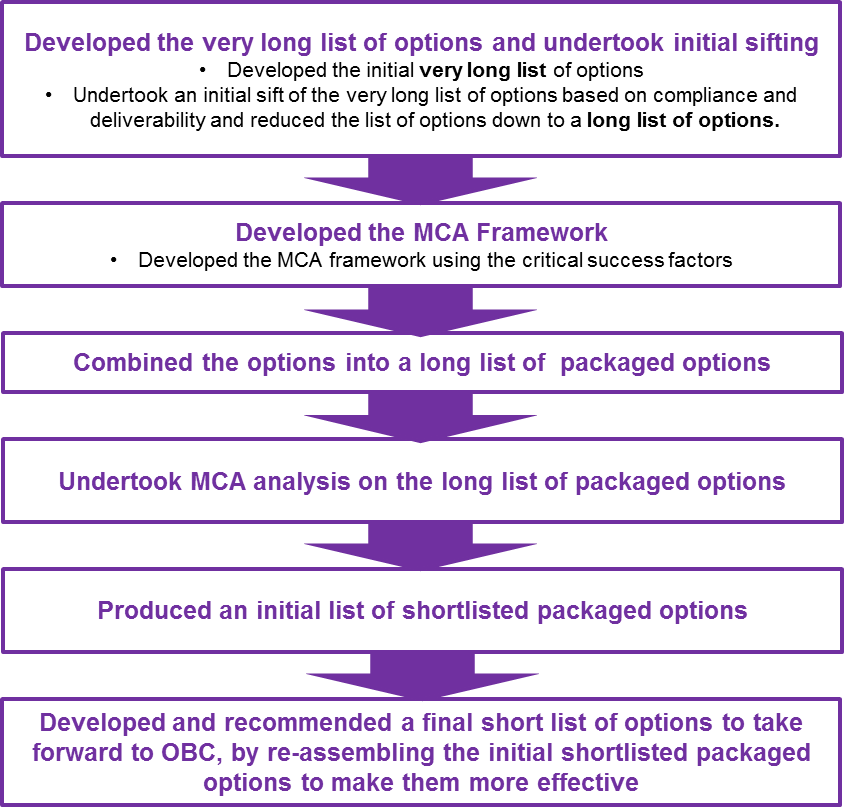 Developed the very long list of options and undertook initial sifting
• Developed the initial very long list of options
• Undertook an initial sift of the very long list of options based on compliance and
deliverability and reduced the list of options down to a long list of options.
Developed the MCA Framework
• Developed the MCA framework using the critical success factors
Combined the options into a long list of packaged options
Undertook MCA analysis on the long list of packaged options
Produced an initial list of shortlisted packaged options
Developed and recommended a final short list of options to take
forward to OBC, by re-assembling the initial shortlisted packaged
options to make them more effective